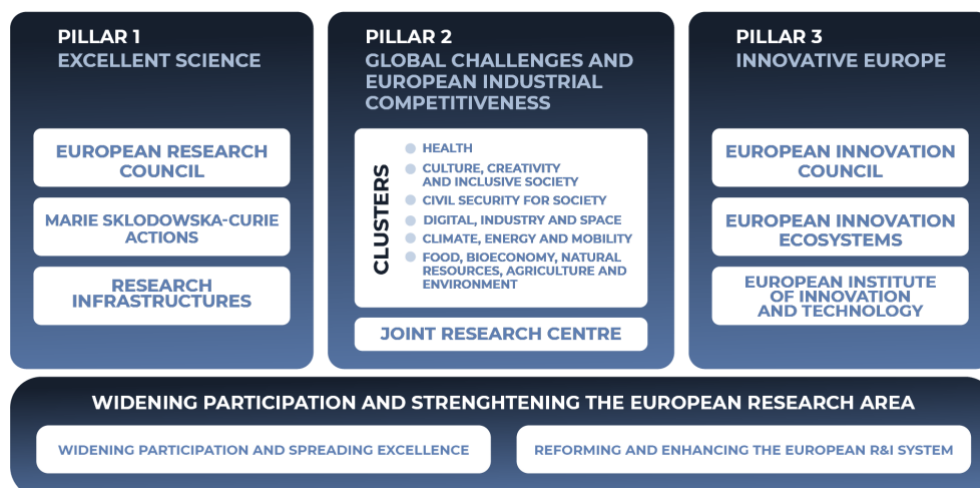 PILLAR 1
EXCELLENT SCIENCE
EUROPEAN RESEARCH
COUNCIL
MARIE SKLODOWSKA-CURIE
ACTIONS
RESEARCH
INFRASTRUCTURES
PILLAR 2
GLOBAL CHALLENGES AND
EUROPEAN INDUSTRIAL
COMPETITIVENESS
CLUSTERS
HEALTH
CULTURE, CREATIVITY
AND INCLUSIVE SOCIETY
CIVIL SECURITY FOR SOCIETY
DIGITAL, INDUSTRY AND SPACE
CLIMATE, ENERGY AND MOBILITY
FOOD, BIOECONOMY, NATURAL
RESOURCES, AGRICULTURE AND
ENVIRONMENT
JOINT RESEARCH CENTRE
PILLAR 3
INNOVATIVE EUROPE
EUROPEAN INNOVATION
COUNCIL
EUROPEAN INNOVATION
ECOSYSTEMS
EUROPEAN INSTITUTE
OF INNOVATION
AND TECHNOLOGY
WIDENING PARTICIPATION AND STRENGHTENING THE EUROPEAN RESEARCH AREA
WIDENING PARTICIPATION AND SPREADING EXCELLENCE
REFORMING AND ENHANCING THE EUROPEAN R&I SYSTEM